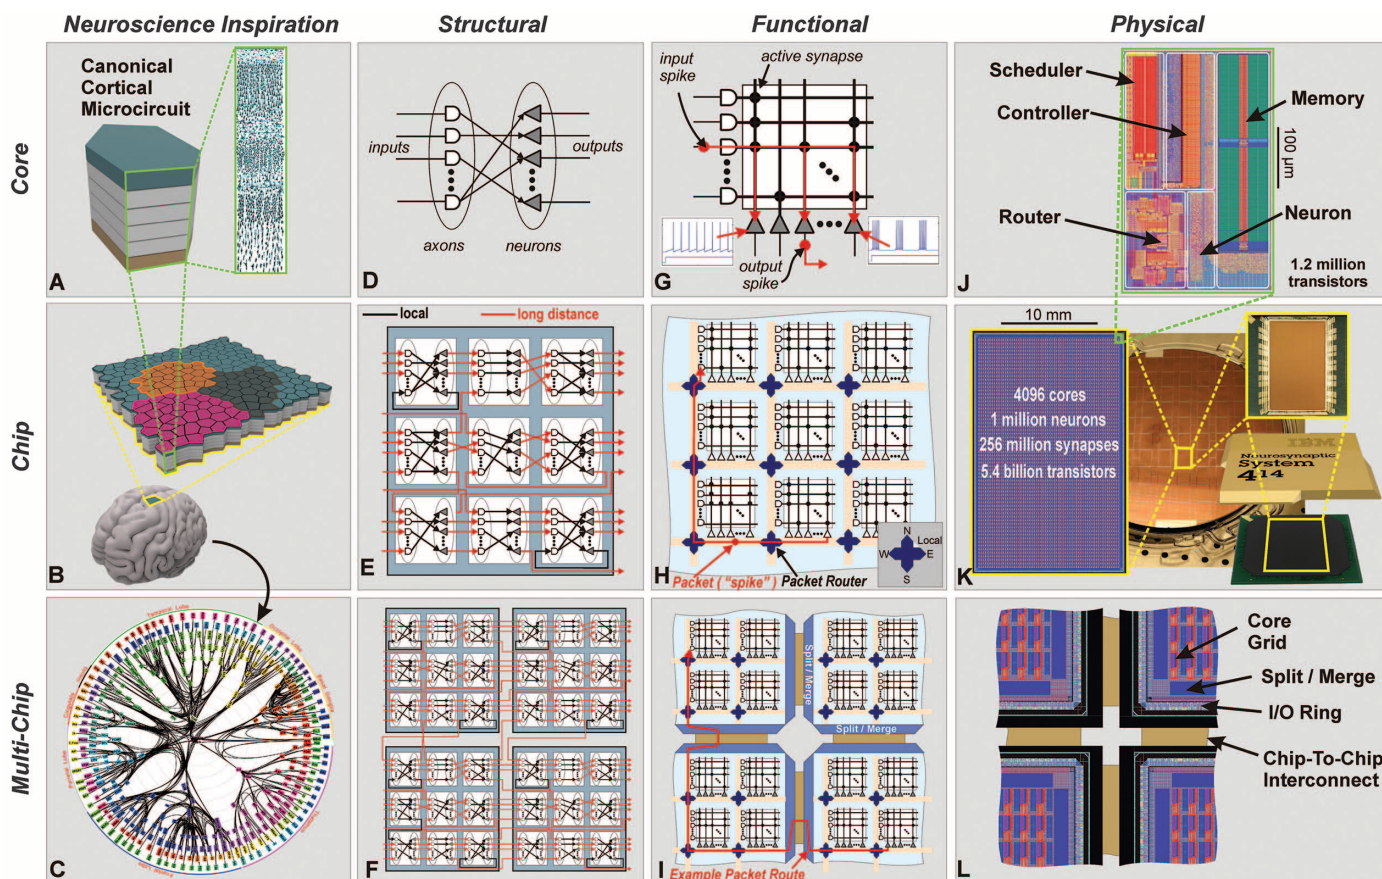 Neuroscience Inspiration
Structural
Functional
Physical
Core
Canonical
Cortical
Microcircuit
A
inputs
outputs
axons
neurons
D
input
spike
active synapse
output
spike
G
Scheduler
Controller
Router
Memory
100 µm
Neuron
1.2 million
transistors
J
Chip
B
local
long distance
E
N
Local
W
E
S
Packet ( "spike" )
Packet Router
H
10 mm
4096 cores
1 million neurons
256 million synapses
5.4 billion transistors
IBM
Neurosynaptic
System
414
K
Multi-Chip
Temporal Lobe
C
F
Split / Merge
Split / Merge
Example Packet Route
I
Core
Grid
Split / Merge
I/O Ring
Chip-To-Chip
Interconnect
L